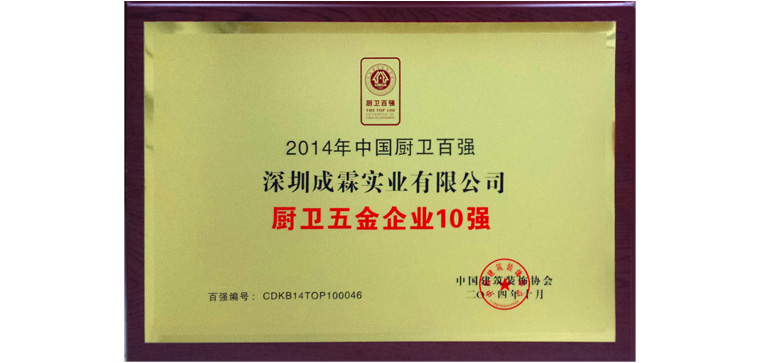 厨卫百强
THE TOP 100
2014年中国厨卫百强
深圳成霖实业有限公司
厨卫五金企业10强
中国建筑装饰协会
二〇一四年十月
百强编号：CDKB14TOP100046